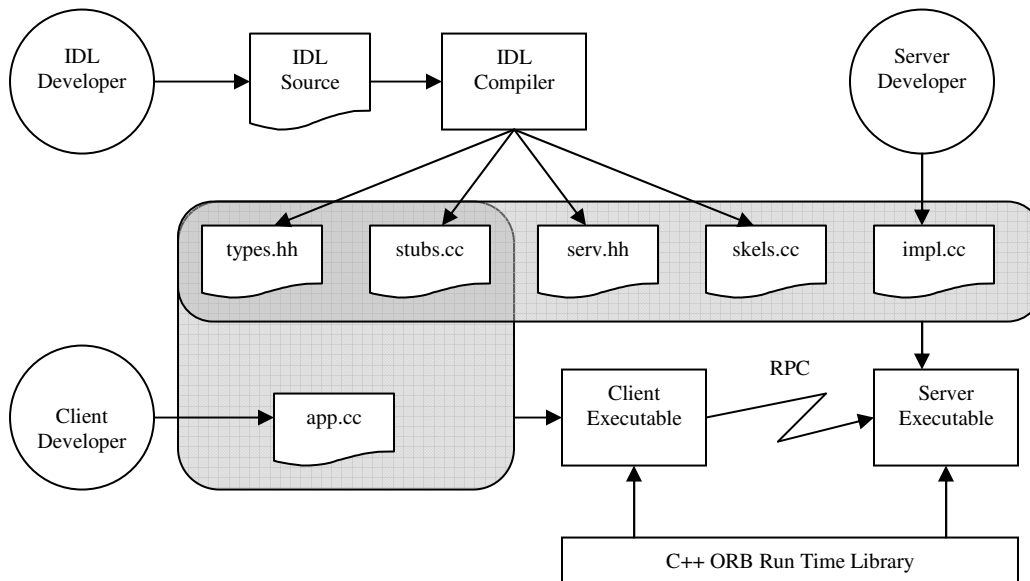 IDL
Developer
IDL
Source
IDL
Compiler
Server
Developer
types.hh
stubs.cc
serv.hh
skels.cc
impl.cc
RPC
Client
Developer
app.cc
Client
Executable
Server
Executable
C++ ORB Run Time Library